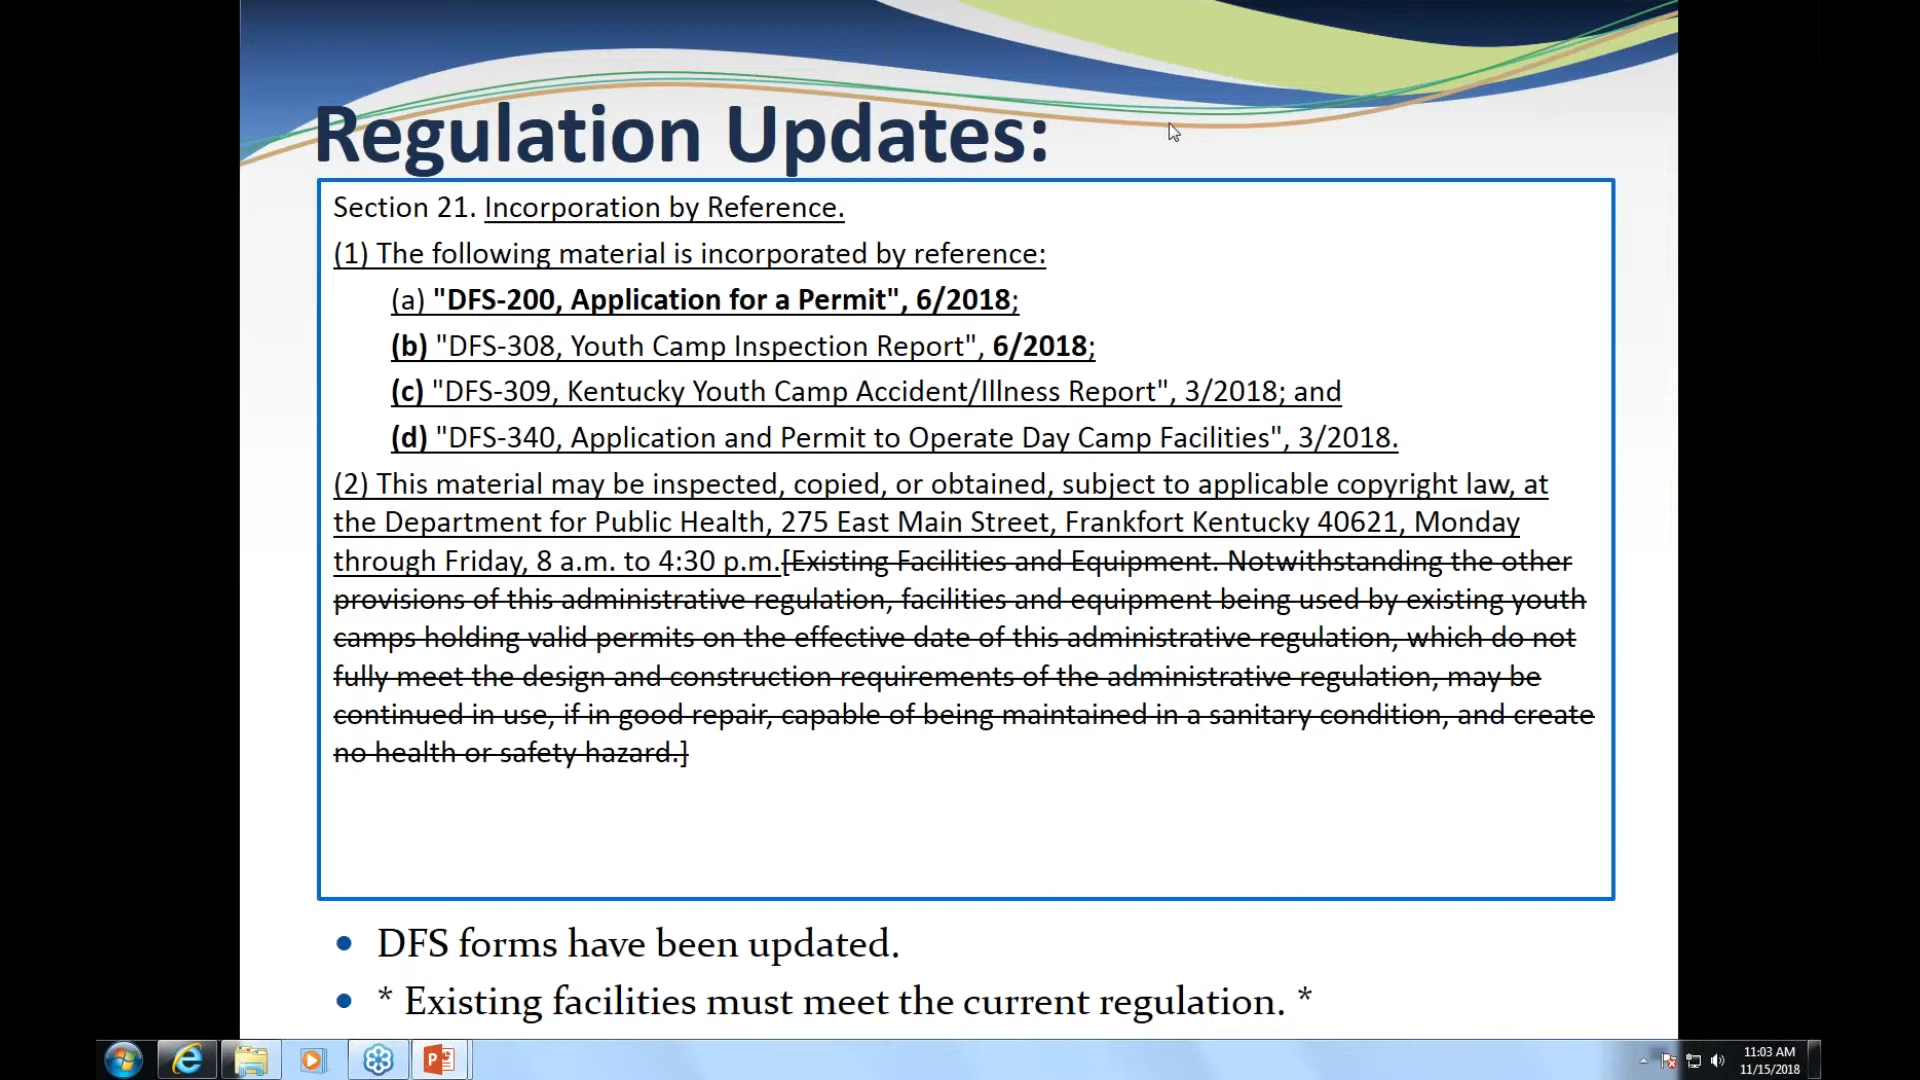 Regulation Updates:
Section 21. Incorporation by Reference.
(1) The following material is incorporated by reference:
(a) "DFS-200, Application for a Permit", 6/2018;
(b) "DFS-308, Youth Camp Inspection Report", 6/2018;
(c) "DFS-309, Kentucky Youth Camp Accident/Illness Report", 3/2018; and
(d) "DFS-340, Application and Permit to Operate Day Camp Facilities", 3/2018.
(2) This material may be inspected, copied, or obtained, subject to applicable copyright law, at
the Department for Public Health, 275 East Main Street, Frankfort Kentucky 40621, Monday
through Friday, 8 a.m. to 4:30 p.m.[Existing Facilities and Equipment. Notwithstanding the other
provisions of this administrative regulation, facilities and equipment being used by existing youth
camps holding valid permits on the effective date of this administrative regulation, which do not
fully meet the design and construction requirements of the administrative regulation, may be
continued in use, if in good repair, capable of being maintained in a sanitary condition, and create
no health or safety hazard.]
• DFS forms have been updated.
• * Existing facilities must meet the current regulation. *
11:03 AM
11/15/2018